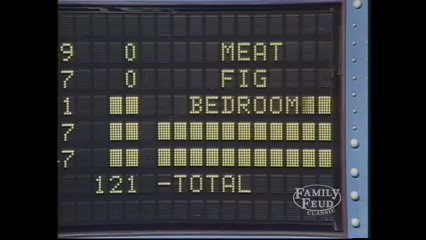 9 0 MEAT
7 0 FIG
1 BEDROOM
7
7
121 -TOTAL
FAMILY
FEUD
CLASSIC